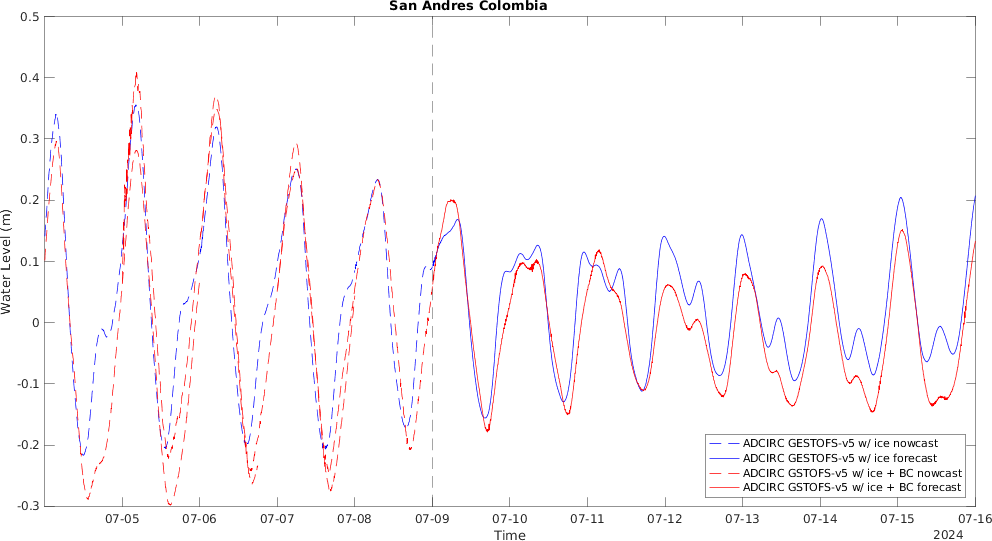 San Andres Colombia
0.5
0.4
0.3
0.2
0.1
0
-0.1
-0.2
-0.3
Water Level (m)
ADCIRC GESTOFS-v5 w/ ice nowcast
ADCIRC GESTOFS-v5 w/ ice forecast
ADCIRC GSTOFS-v5 w/ ice + BC nowcast
ADCIRC GSTOFS-v5 w/ ice + BC forecast
07-05 07-06 07-07 07-08 07-09 07-10 07-11 07-12 07-13 07-14 07-15 07-16
Time
2024